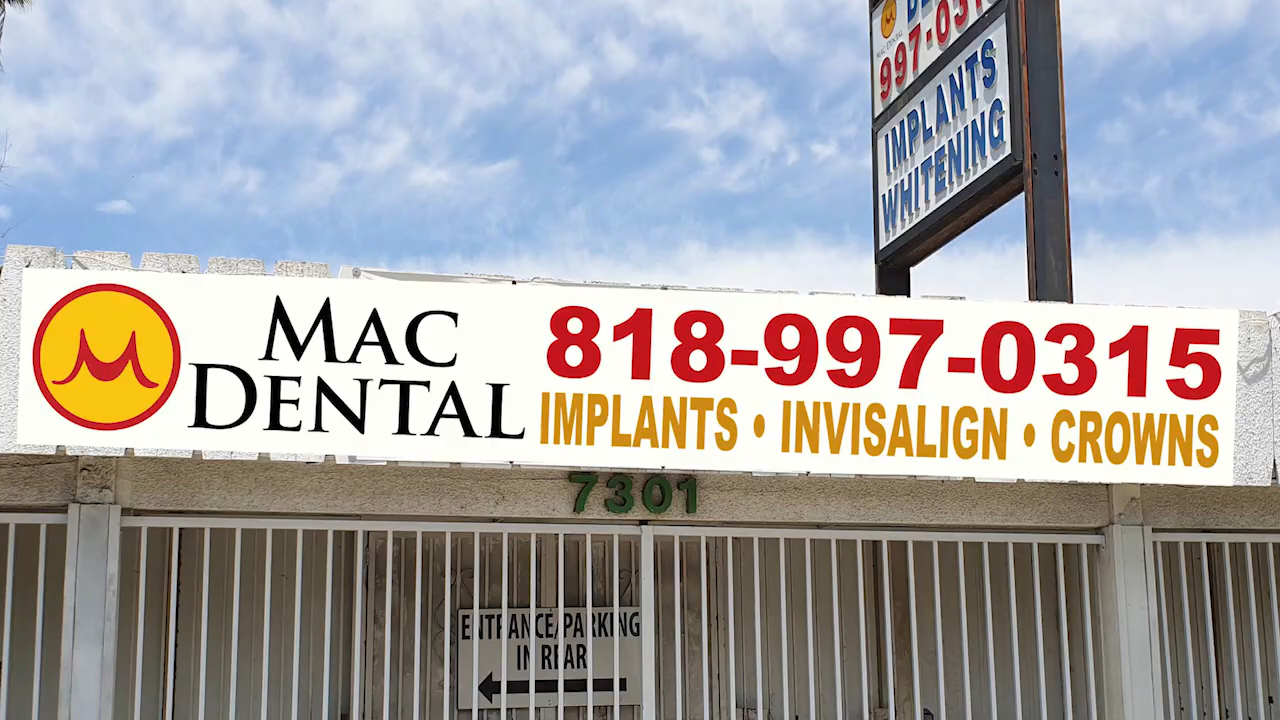 997-031
IMPLANTS
WHITENING
MAC
DENTAL
818-997-0315
IMPLANTS • INVISALIGN • CROWNS
7301
ENTRANCE/PARKING
IN REAR